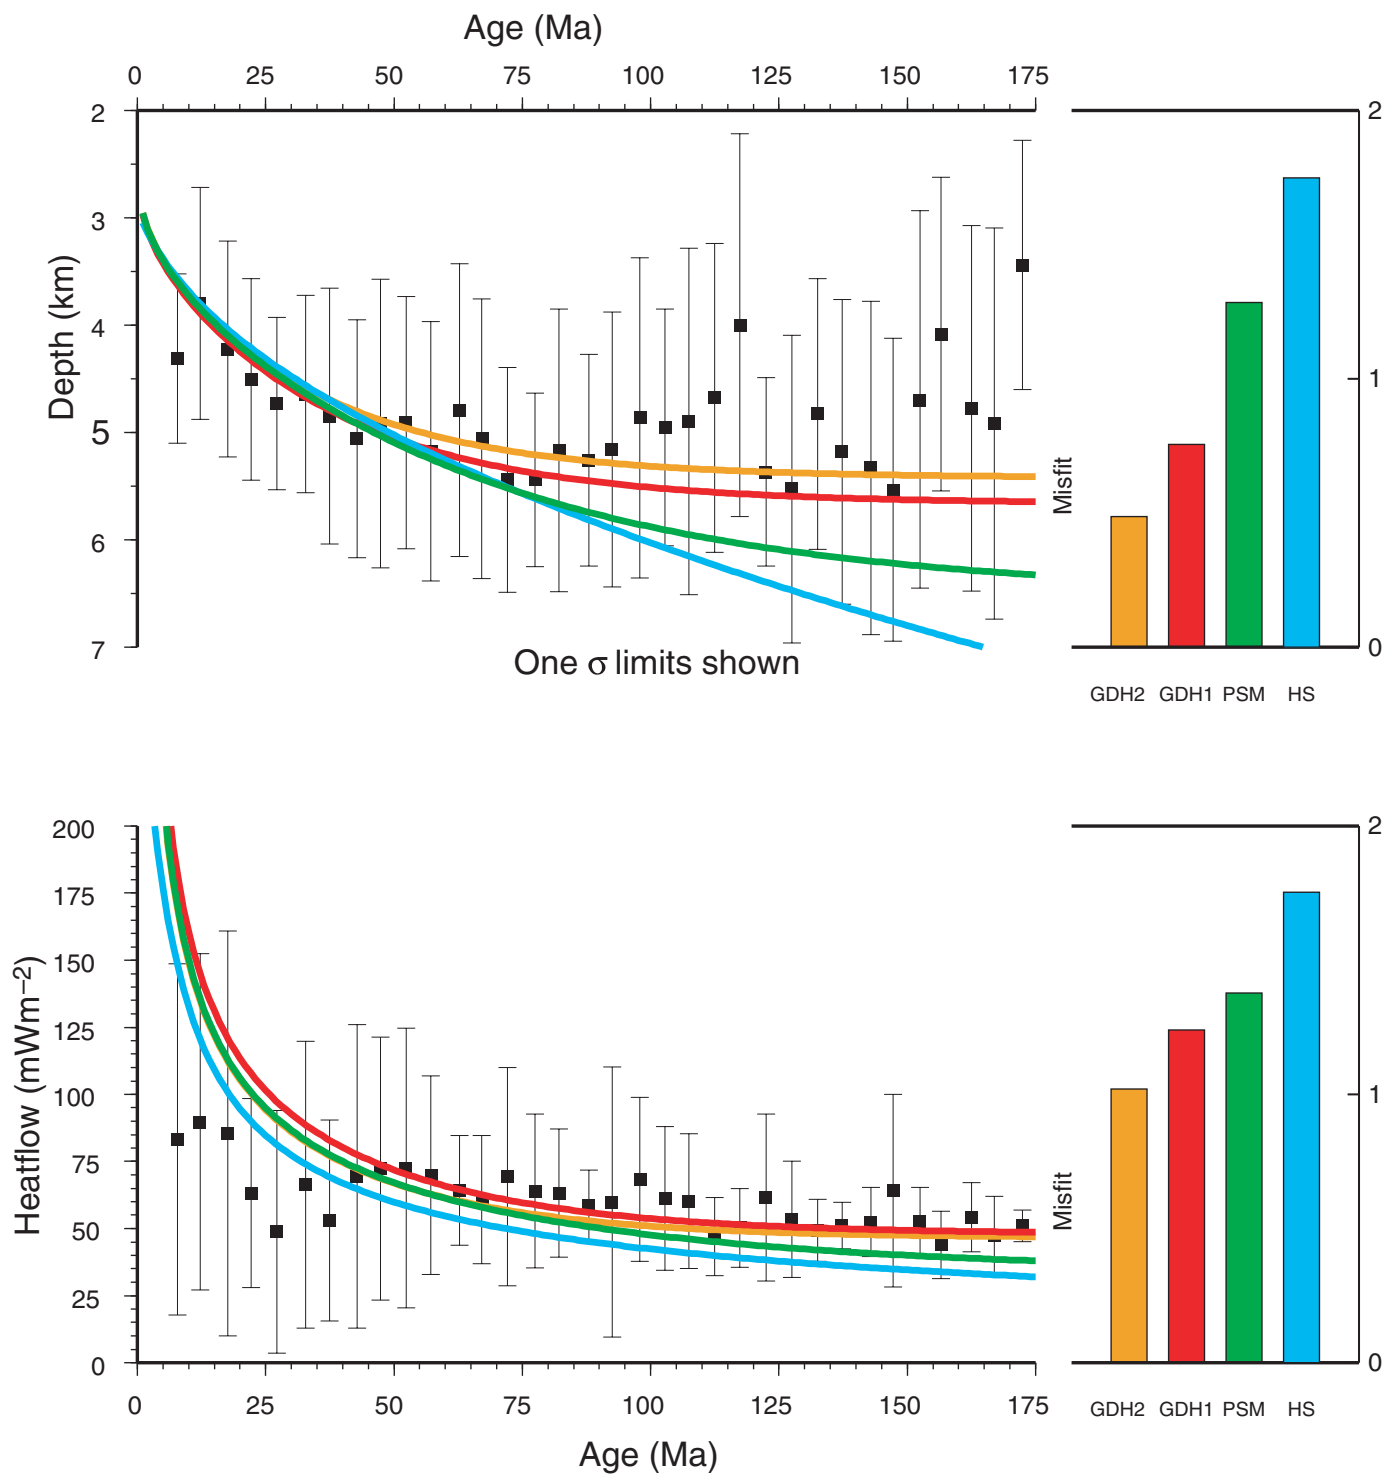 Age (Ma)
0 25 50 75 100 125 150 175
2
3
4
5
6
7
Depth (km)
One σ limits shown
2
1
0
Misfit
GDH2 GDH1 PSM HS
200
175
150
125
100
75
50
25
0
Heatflow (mWm⁻²)
0 25 50 75 100 125 150 175
Age (Ma)
2
1
0
Misfit
GDH2 GDH1 PSM HS